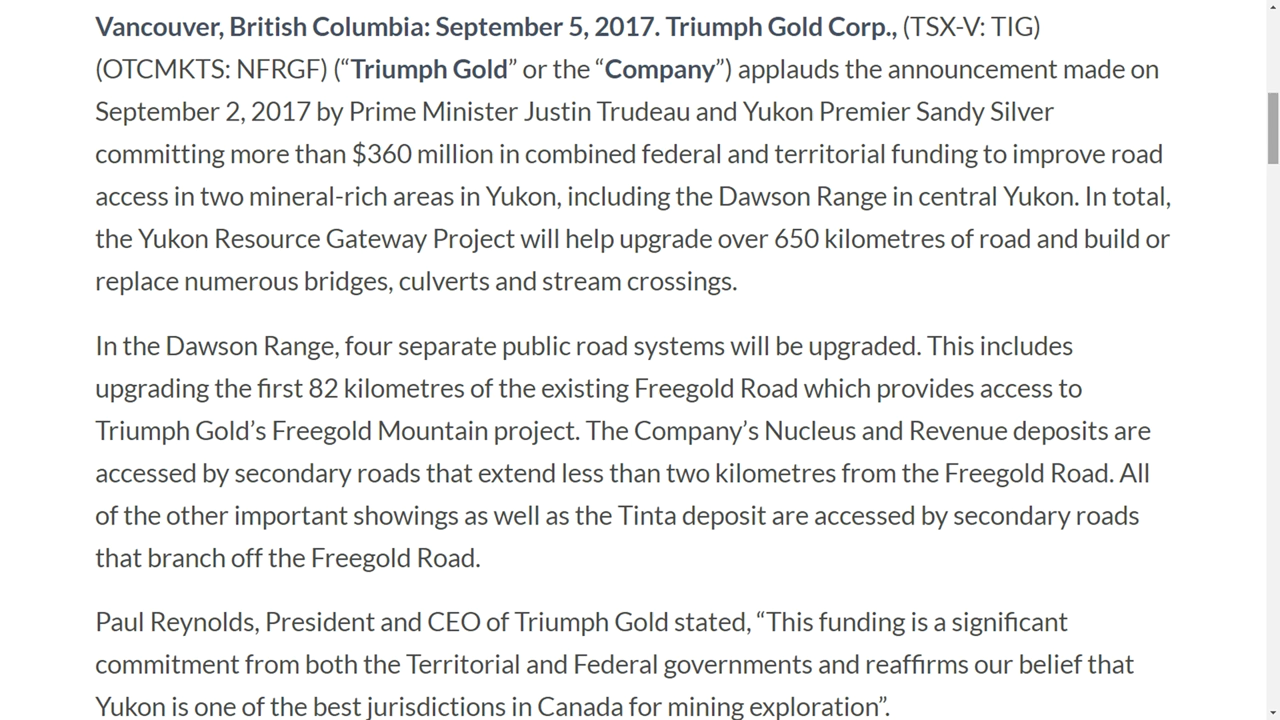 Vancouver, British Columbia: September 5, 2017. Triumph Gold Corp., (TSX-V: TIG)
(OTCMKTS: NFRGF) (“Triumph Gold” or the “Company”) applauds the announcement made on
September 2, 2017 by Prime Minister Justin Trudeau and Yukon Premier Sandy Silver
committing more than $360 million in combined federal and territorial funding to improve road
access in two mineral-rich areas in Yukon, including the Dawson Range in central Yukon. In total,
the Yukon Resource Gateway Project will help upgrade over 650 kilometres of road and build or
replace numerous bridges, culverts and stream crossings.
In the Dawson Range, four separate public road systems will be upgraded. This includes
upgrading the first 82 kilometres of the existing Freegold Road which provides access to
Triumph Gold’s Freegold Mountain project. The Company’s Nucleus and Revenue deposits are
accessed by secondary roads that extend less than two kilometres from the Freegold Road. All
of the other important showings as well as the Tinta deposit are accessed by secondary roads
that branch off the Freegold Road.
Paul Reynolds, President and CEO of Triumph Gold stated, “This funding is a significant
commitment from both the Territorial and Federal governments and reaffirms our belief that
Yukon is one of the best jurisdictions in Canada for mining exploration”.